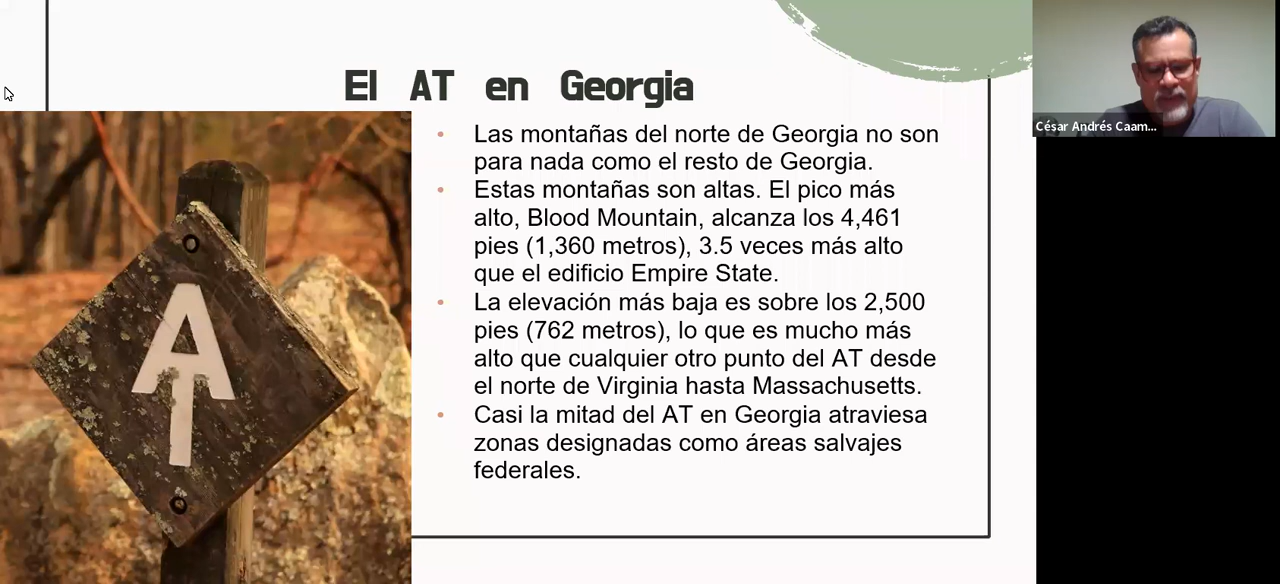 El AT en Georgia
Las montañas del norte de Georgia no son
para nada como el resto de Georgia.
Estas montañas son altas. El pico más
alto, Blood Mountain, alcanza los 4,461
pies (1,360 metros), 3.5 veces más alto
que el edificio Empire State.
La elevación más baja es sobre los 2,500
pies (762 metros), lo que es mucho más
alto que cualquier otro punto del AT desde
el norte de Virginia hasta Massachusetts.
Casi la mitad del AT en Georgia atraviesa
zonas designadas como áreas salvajes
federales.
AT
César Andrés Caam...